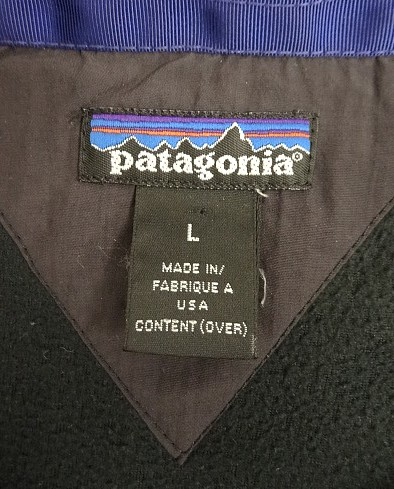 patagonia®
L
MADE IN/
FABRIQUE A
USA
CONTENT (OVER)